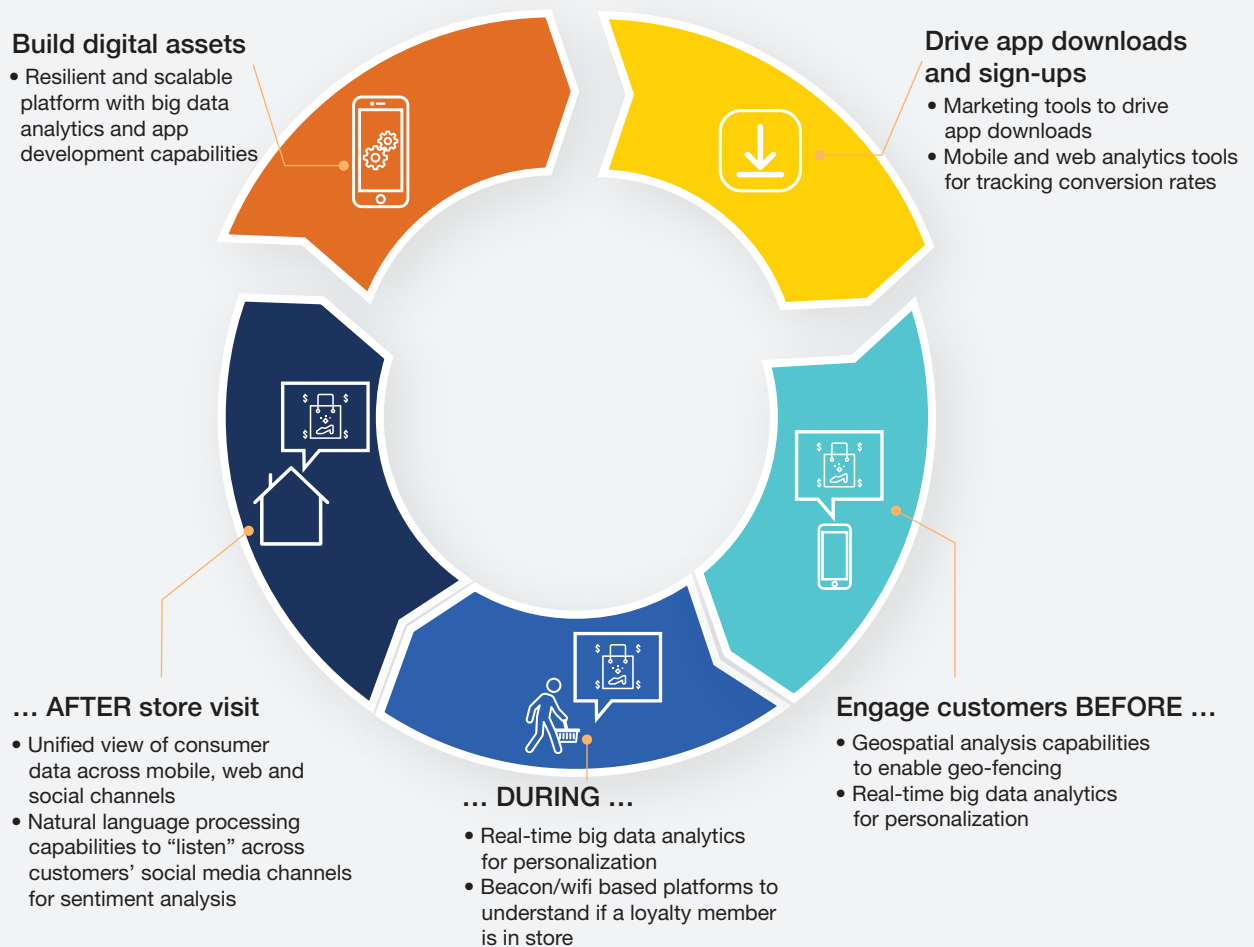 Build digital assets
• Resilient and scalable
platform with big data
analytics and app
development capabilities
Drive app downloads
and sign-ups
• Marketing tools to drive
app downloads
• Mobile and web analytics tools
for tracking conversion rates
Engage customers BEFORE ...
• Geospatial analysis capabilities
to enable geo-fencing
• Real-time big data analytics
for personalization
... DURING ...
• Real-time big data analytics
for personalization
• Beacon/wifi based platforms to
understand if a loyalty member
is in store
... AFTER store visit
• Unified view of consumer
data across mobile, web and
social channels
• Natural language processing
capabilities to “listen” across
customers’ social media channels
for sentiment analysis
$ $
$ $
$ $
$ $
$ $
$ $